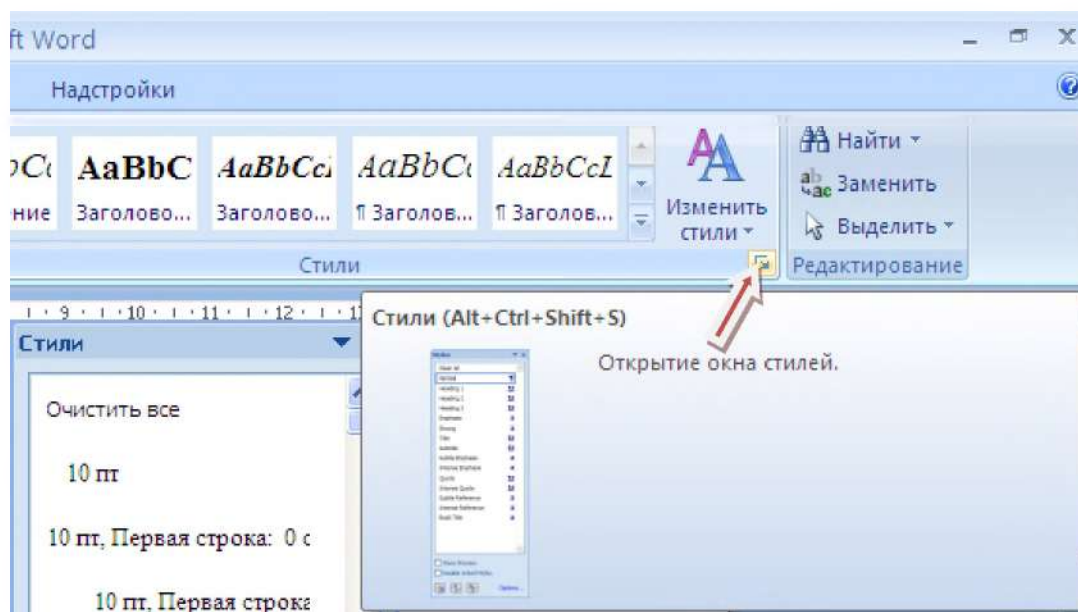 ft Word
Надстройки
AaBbC AaBbCcI AaBbCc AaBbCcI
ние Заголово... Заголово... ¶ Заголов... ¶ Заголов...
Изменить
стили
Найти
Заменить
Выделить
Стили
Редактирование
9 10 11 12
Стили
Очистить все
10 пт
10 пт, Первая строка: 0 с
10 пт, Первая строка
Стили (Alt+Ctrl+Shift+S)
Открытие окна стилей.